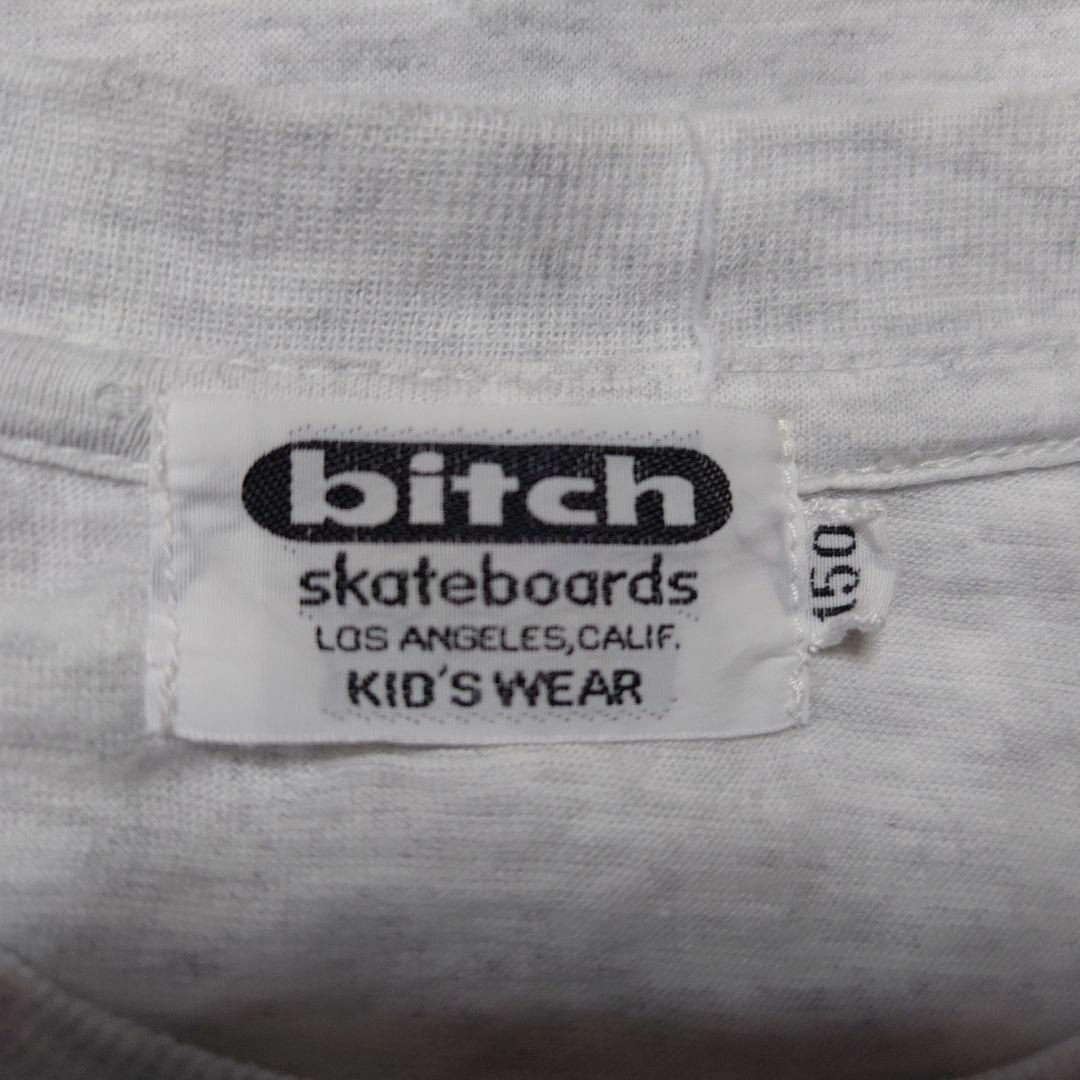 bitch
skateboards
LOS ANGELES, CALIF.
KID'S WEAR
150